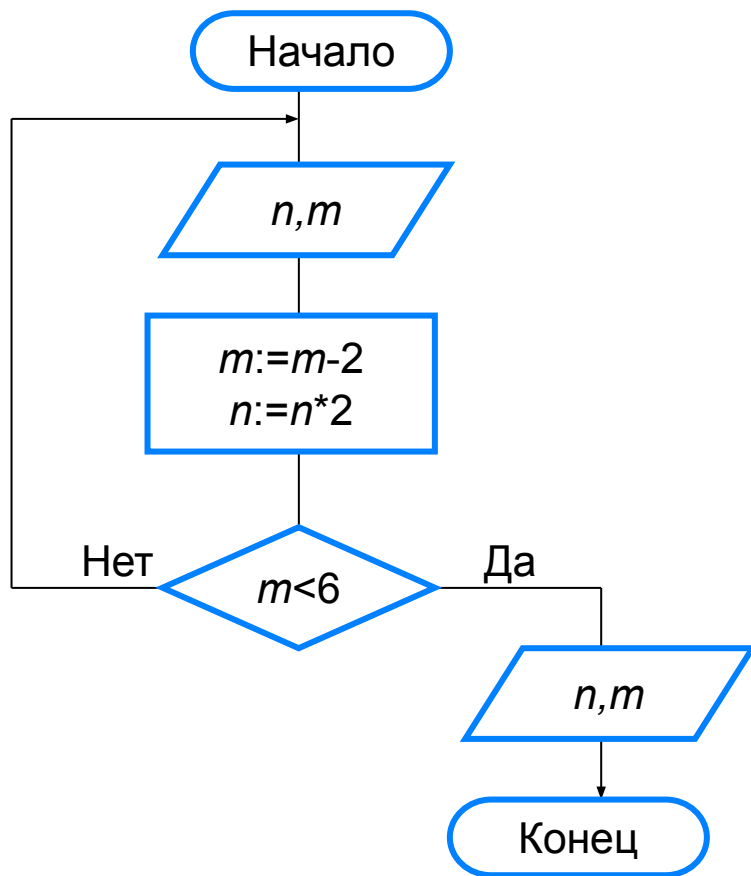 Начало
n,m
m:=m-2
n:=n*2
Нет
m<6
Да
n,m
Конец